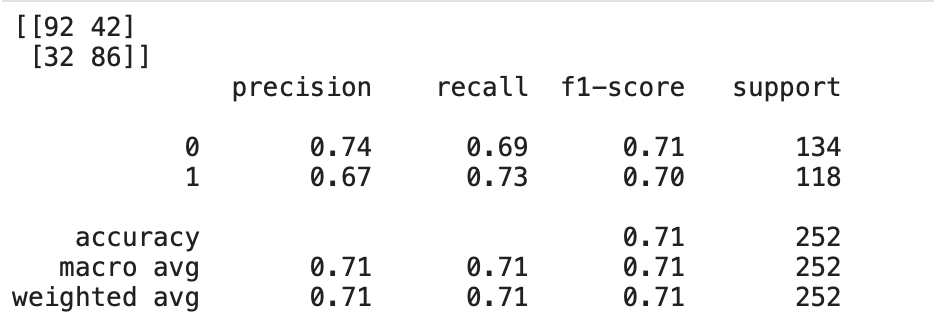 [[92 42]
 [32 86]]
              precision    recall  f1-score   support

           0       0.74      0.69      0.71       134
           1       0.67      0.73      0.70       118

    accuracy                           0.71       252
   macro avg       0.71      0.71      0.71       252
weighted avg       0.71      0.71      0.71       252